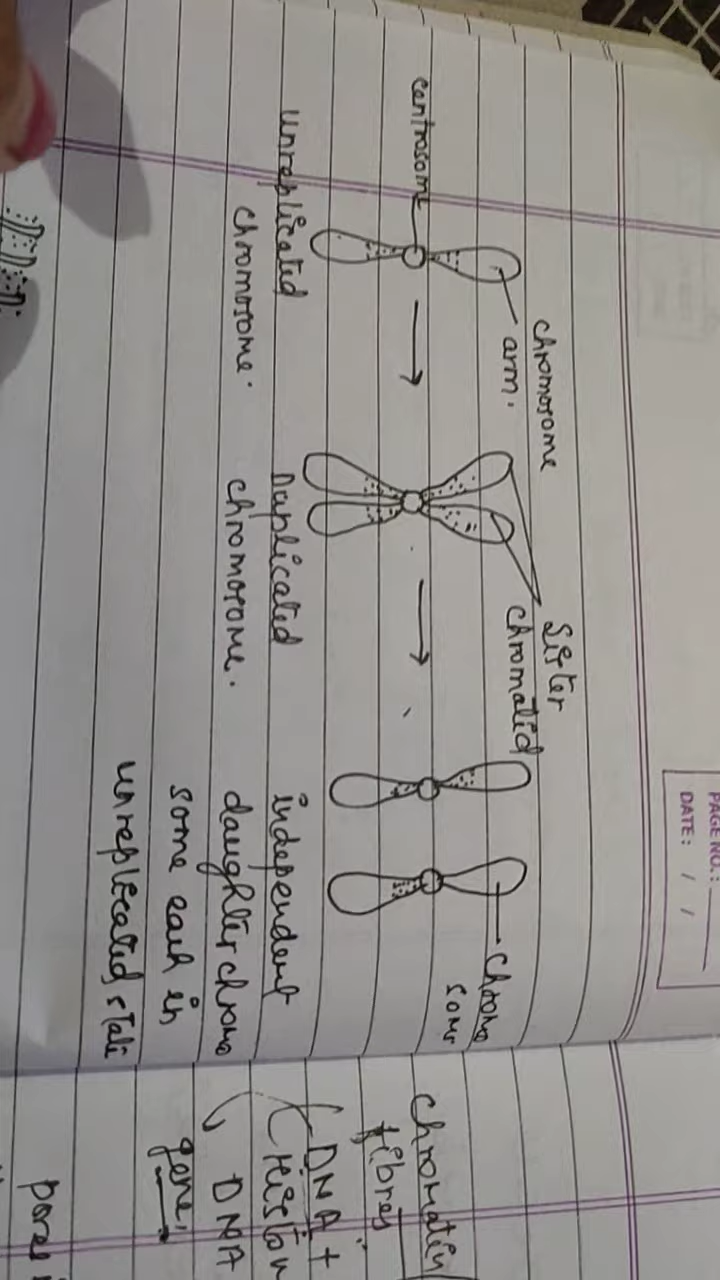 PAGE NO.:
DATE: / /
chromosome
arm.
centrosome
Sister
chromatid
chromo
some
unreplicated
chromosome.
Duplicated
chromosome.
independent
daughter chromo
some each in
unreplicated state
chromatin
fibres
DNA +
Histon
DNA
gene,
pores